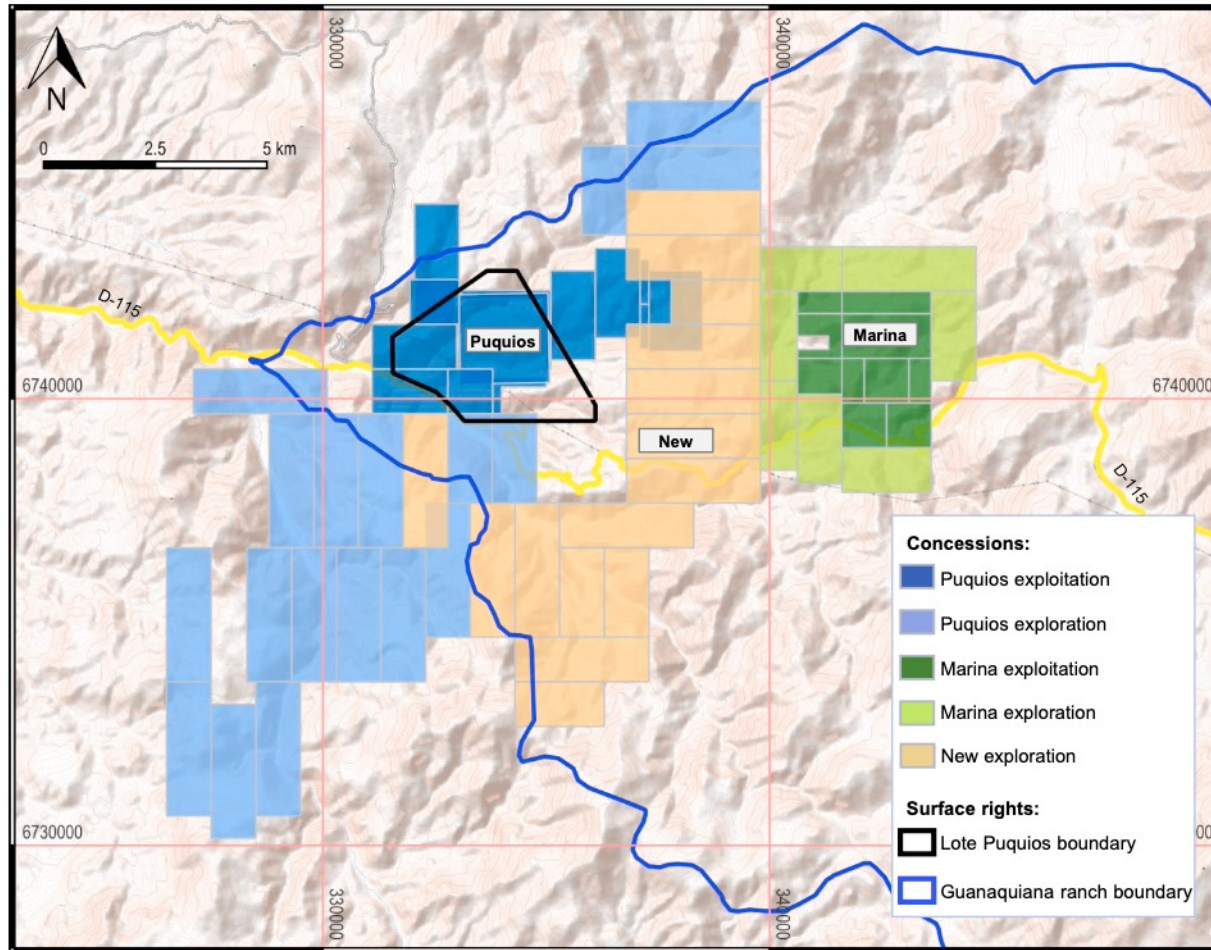 330000
340000
N
0 2.5 5 km
D-115
Puquios
Marina
6740000
6740000
New
D-115
Concessions:
Puquios exploitation
Puquios exploration
Marina exploitation
Marina exploration
New exploration
Surface rights:
Lote Puquios boundary
Guanaquiana ranch boundary
6730000
330000
340000